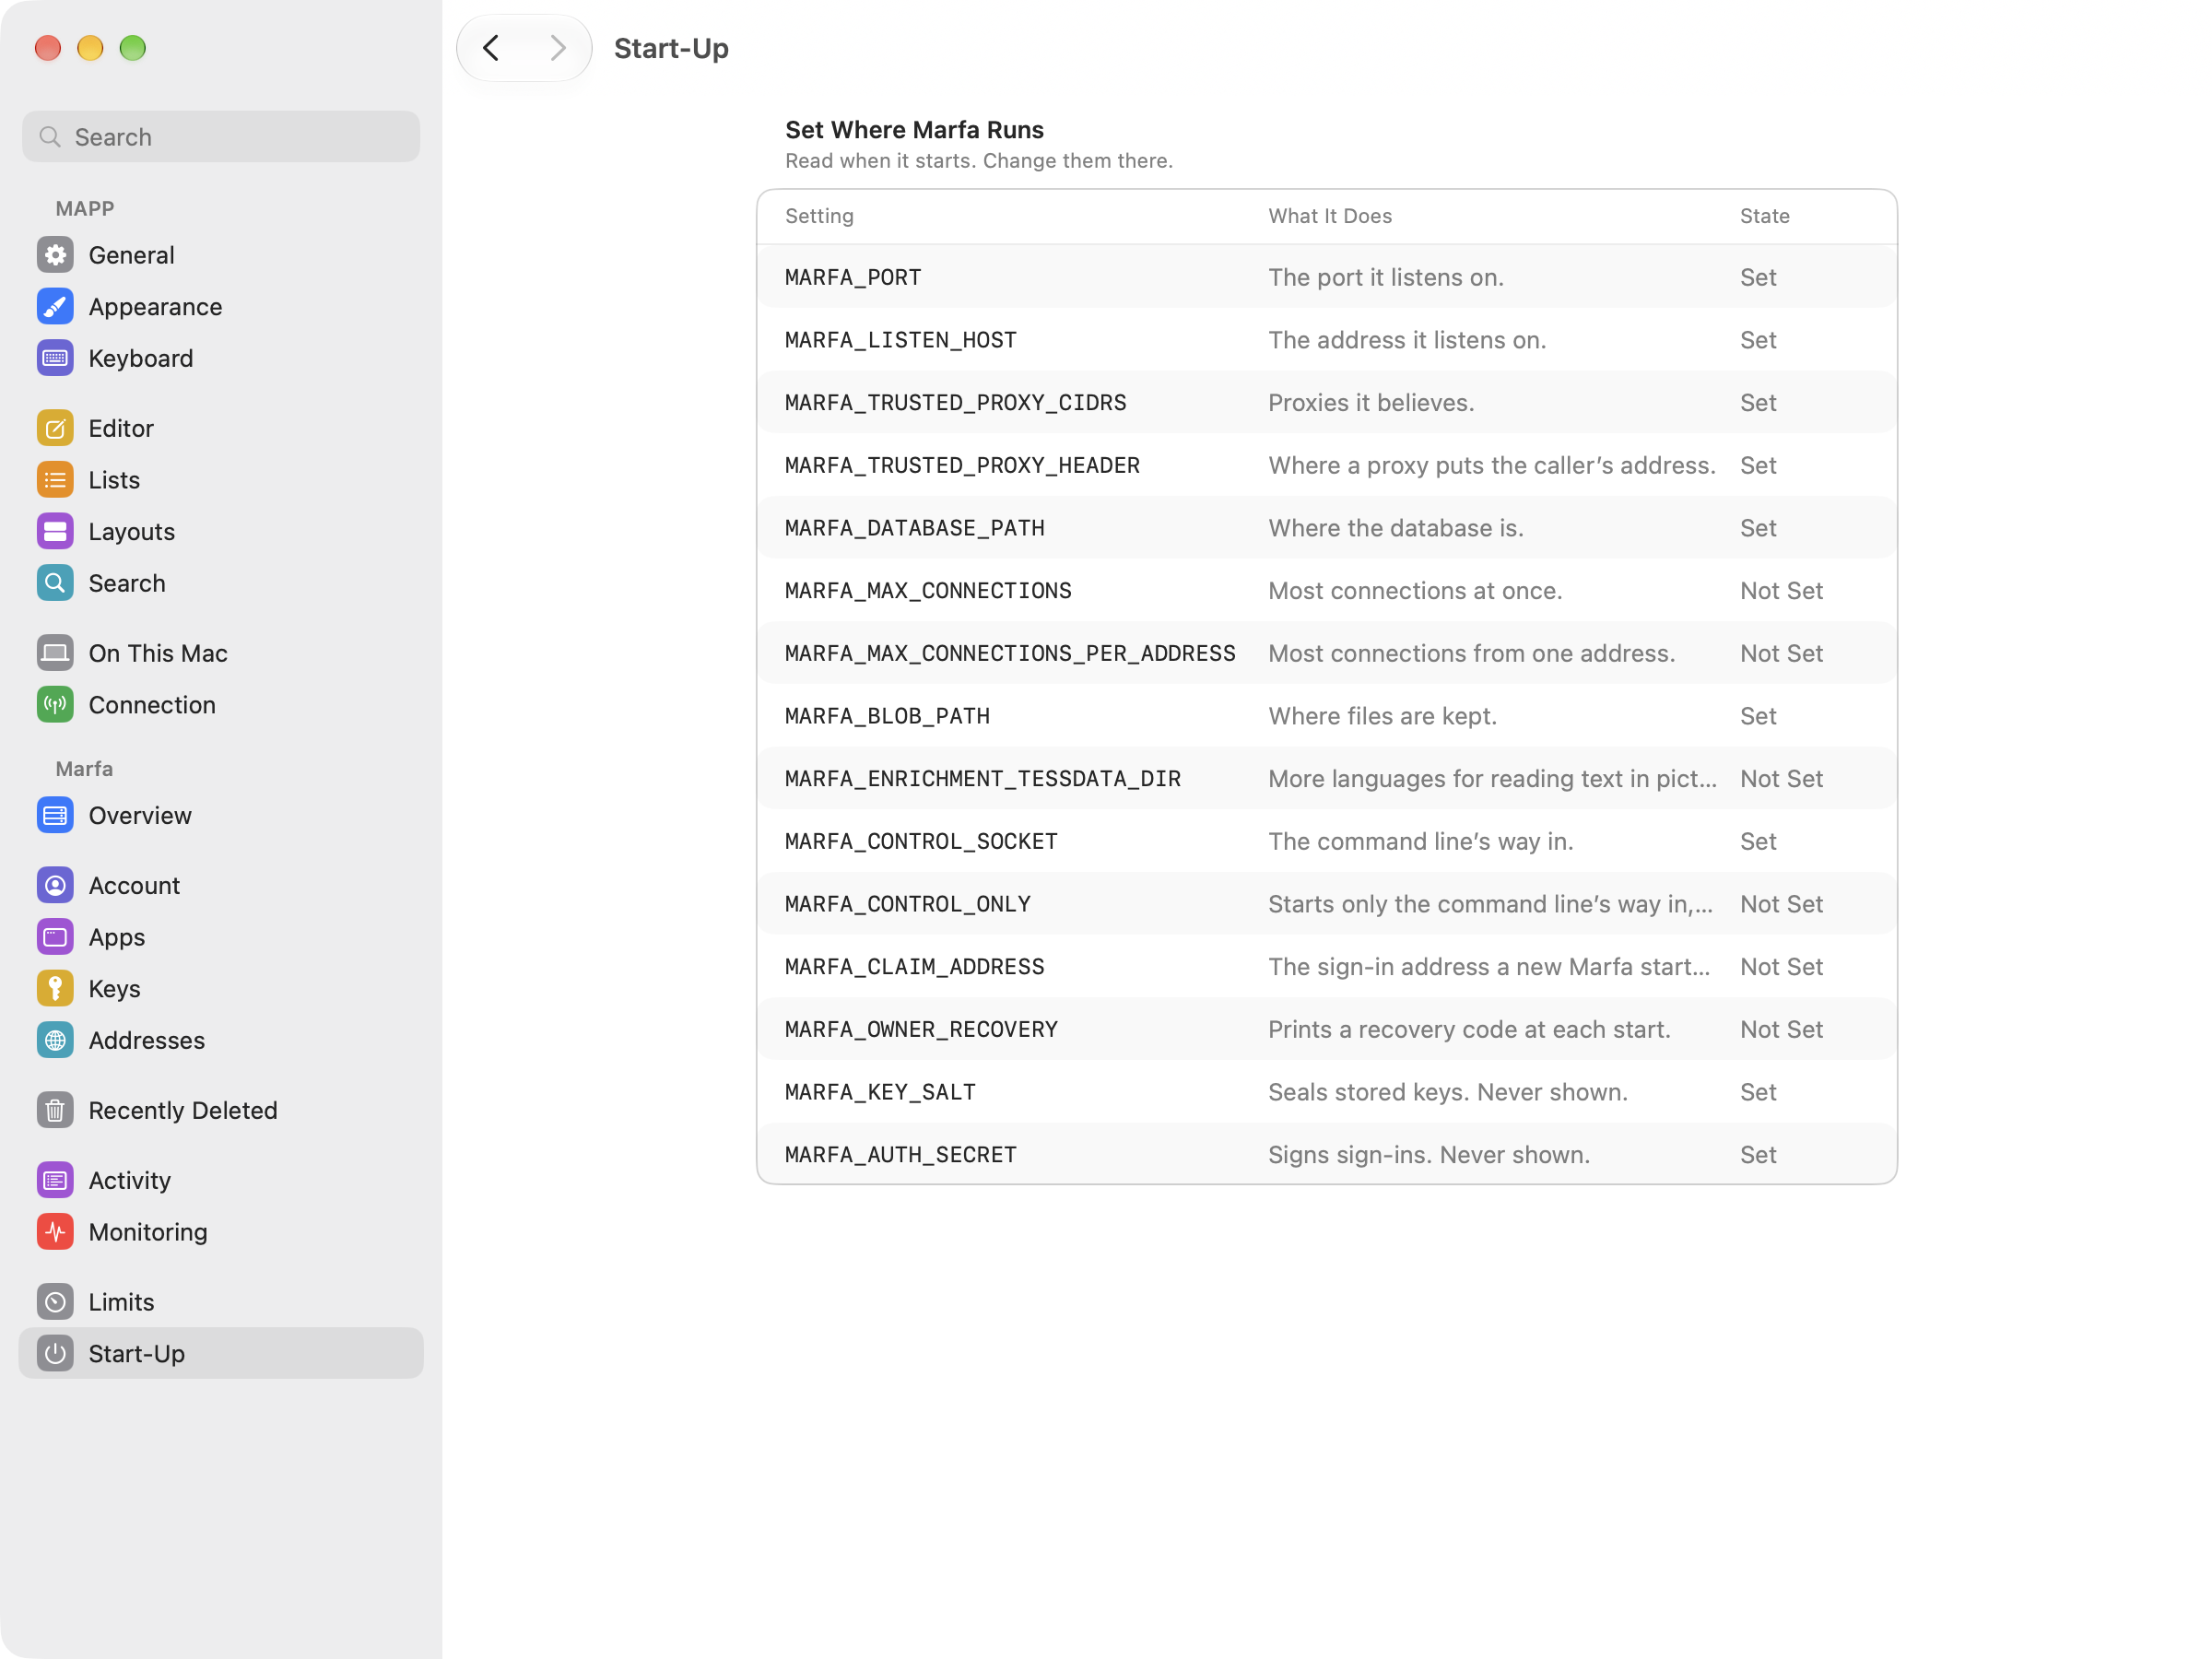 Start-Up
Search
MAPP
General
Appearance
Keyboard
Editor
Lists
Layouts
Search
On This Mac
Connection
Marfa
Overview
Account
Apps
Keys
Addresses
Recently Deleted
Activity
Monitoring
Limits
Start-Up
Set Where Marfa Runs
Read when it starts. Change them there.
Setting What It Does State
MARFA_PORT The port it listens on. Set
MARFA_LISTEN_HOST The address it listens on. Set
MARFA_TRUSTED_PROXY_CIDRS Proxies it believes. Set
MARFA_TRUSTED_PROXY_HEADER Where a proxy puts the caller’s address. Set
MARFA_DATABASE_PATH Where the database is. Set
MARFA_MAX_CONNECTIONS Most connections at once. Not Set
MARFA_MAX_CONNECTIONS_PER_ADDRESS Most connections from one address. Not Set
MARFA_BLOB_PATH Where files are kept. Set
MARFA_ENRICHMENT_TESSDATA_DIR More languages for reading text in pict... Not Set
MARFA_CONTROL_SOCKET The command line’s way in. Set
MARFA_CONTROL_ONLY Starts only the command line’s way in,... Not Set
MARFA_CLAIM_ADDRESS The sign-in address a new Marfa start... Not Set
MARFA_OWNER_RECOVERY Prints a recovery code at each start. Not Set
MARFA_KEY_SALT Seals stored keys. Never shown. Set
MARFA_AUTH_SECRET Signs sign-ins. Never shown. Set